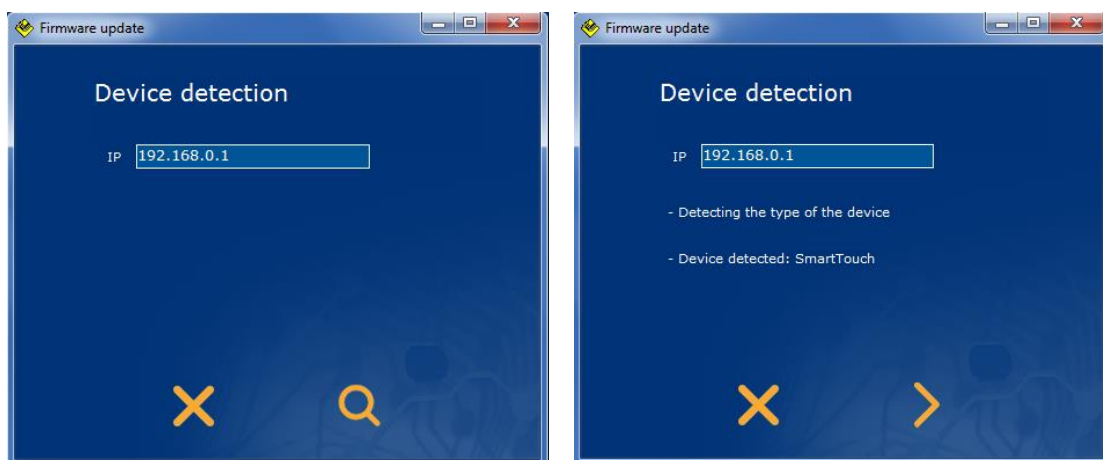 Firmware update
Device detection
IP 192.168.0.1
Firmware update
Device detection
IP 192.168.0.1
- Detecting the type of the device
- Device detected: SmartTouch